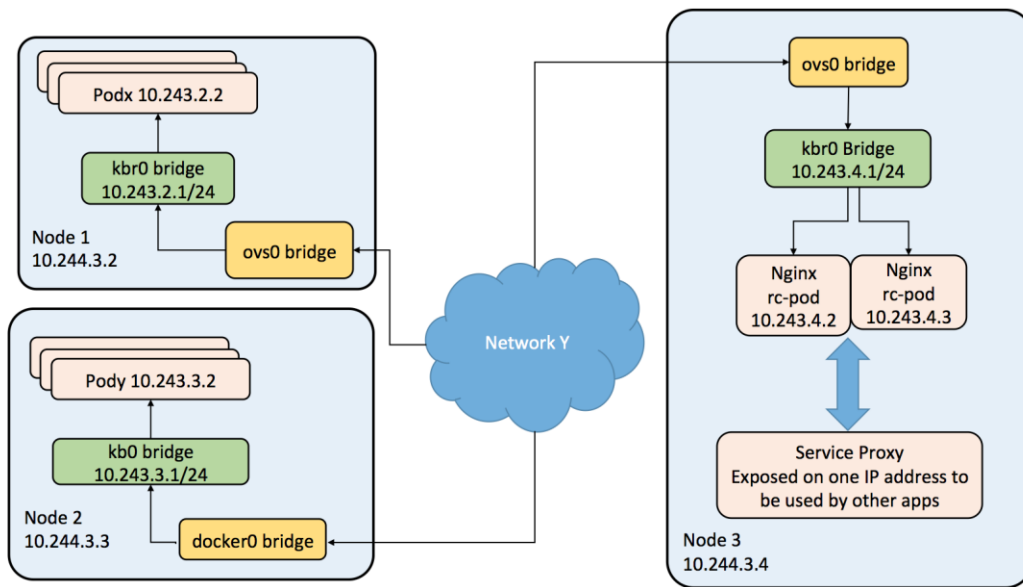 Podx 10.243.2.2
kbr0 bridge
10.243.2.1/24
Node 1
10.244.3.2
ovs0 bridge
Pody 10.243.3.2
kb0 bridge
10.243.3.1/24
Node 2
10.244.3.3
docker0 bridge
Network Y
ovs0 bridge
kbr0 Bridge
10.243.4.1/24
Nginx
rc-pod
10.243.4.2
Nginx
rc-pod
10.243.4.3
Service Proxy
Exposed on one IP address to
be used by other apps
Node 3
10.244.3.4